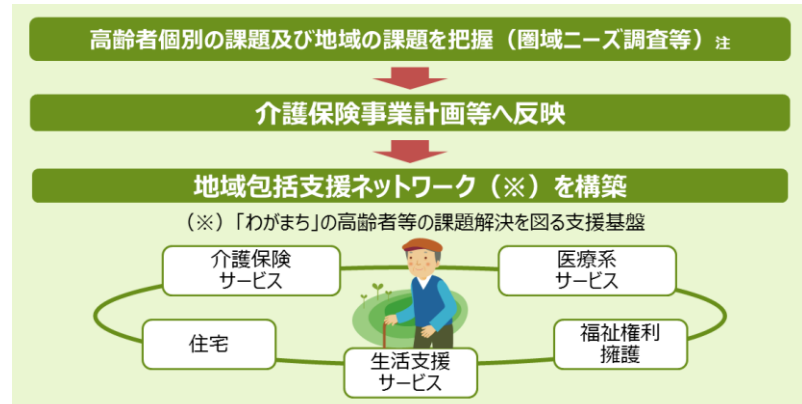 高齢者個別の課題及び地域の課題を把握（圏域ニーズ調査等）注
介護保険事業計画等へ反映
地域包括支援ネットワーク（※）を構築
（※）「わがまち」の高齢者等の課題解決を図る支援基盤
介護保険
サービス
医療系
サービス
住宅
福祉権利
擁護
生活支援
サービス